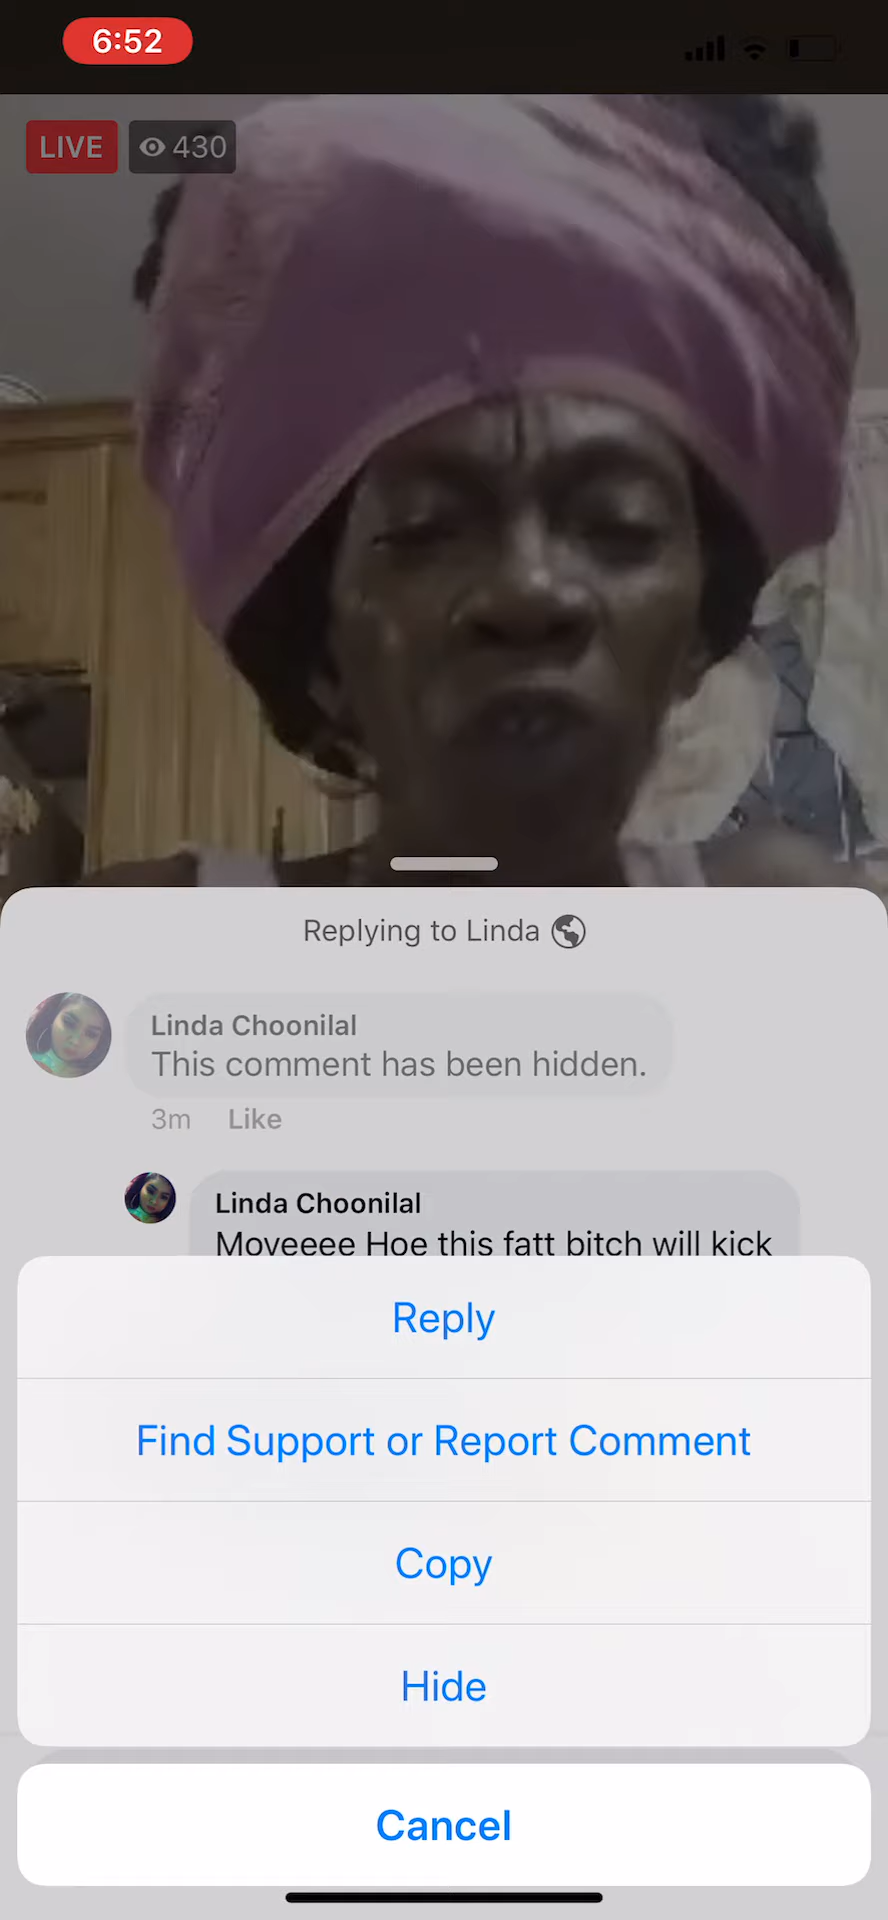 6:52
LIVE 430
Replying to Linda
Linda Choonilal
This comment has been hidden.
3m Like
Linda Choonilal
Moveeee Hoe this fatt bitch will kick
Reply
Find Support or Report Comment
Copy
Hide
Cancel